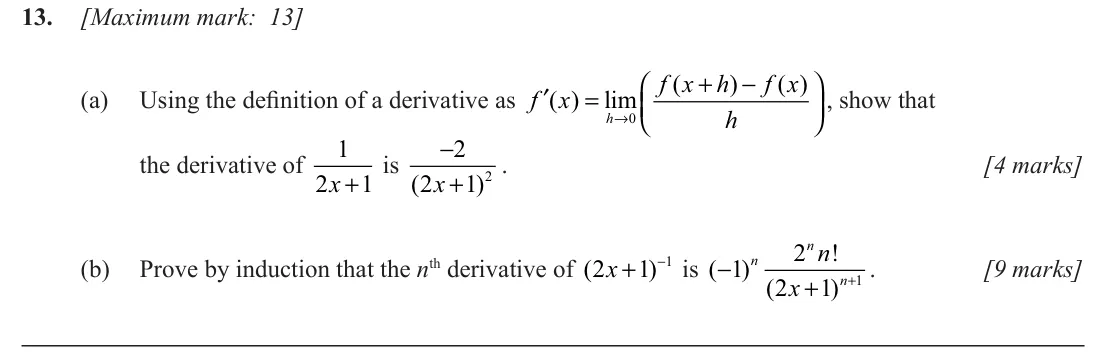 13. [Maximum mark: 13]
(a) Using the definition of a derivative as f′(x) = lim_{h→0} ( (f(x+h) − f(x)) / h ), show that
the derivative of 1/(2x+1) is −2/(2x+1)². [4 marks]
(b) Prove by induction that the nᵗʰ derivative of (2x+1)⁻¹ is (−1)ⁿ 2ⁿ n!/(2x+1)ⁿ⁺¹. [9 marks]